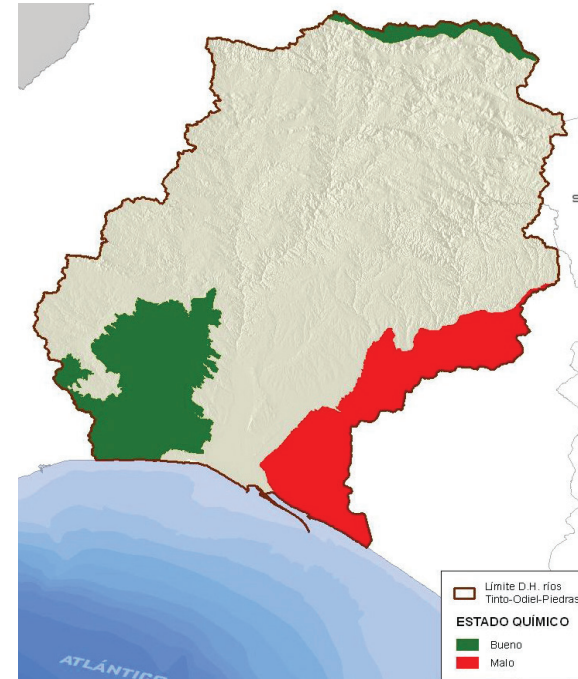 ATLÁNTICO
Límite D.H. ríos
Tinto-Odiel-Piedras
ESTADO QUÍMICO
Bueno
Malo